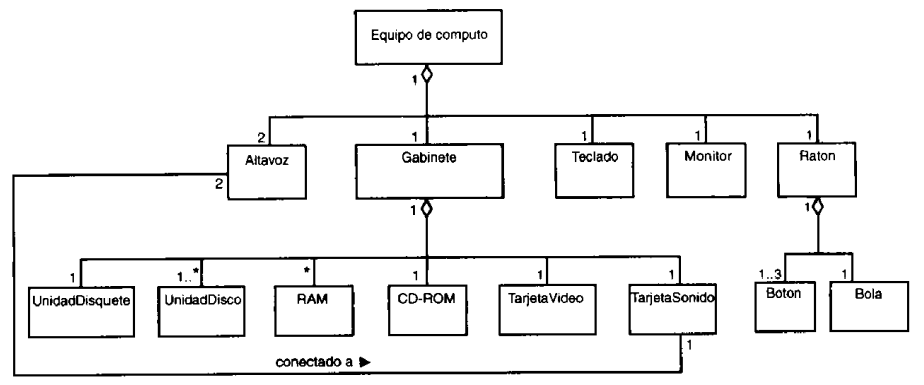 Equipo de computo
1
2 1 1 1 1
Altavoz Gabinete Teclado Monitor Raton
2 1 1
1 1..* * 1 1 1 1..3 1
UnidadDisquete UnidadDisco RAM CD-ROM TarjetaVideo TarjetaSonido Boton Bola
1
conectado a ►